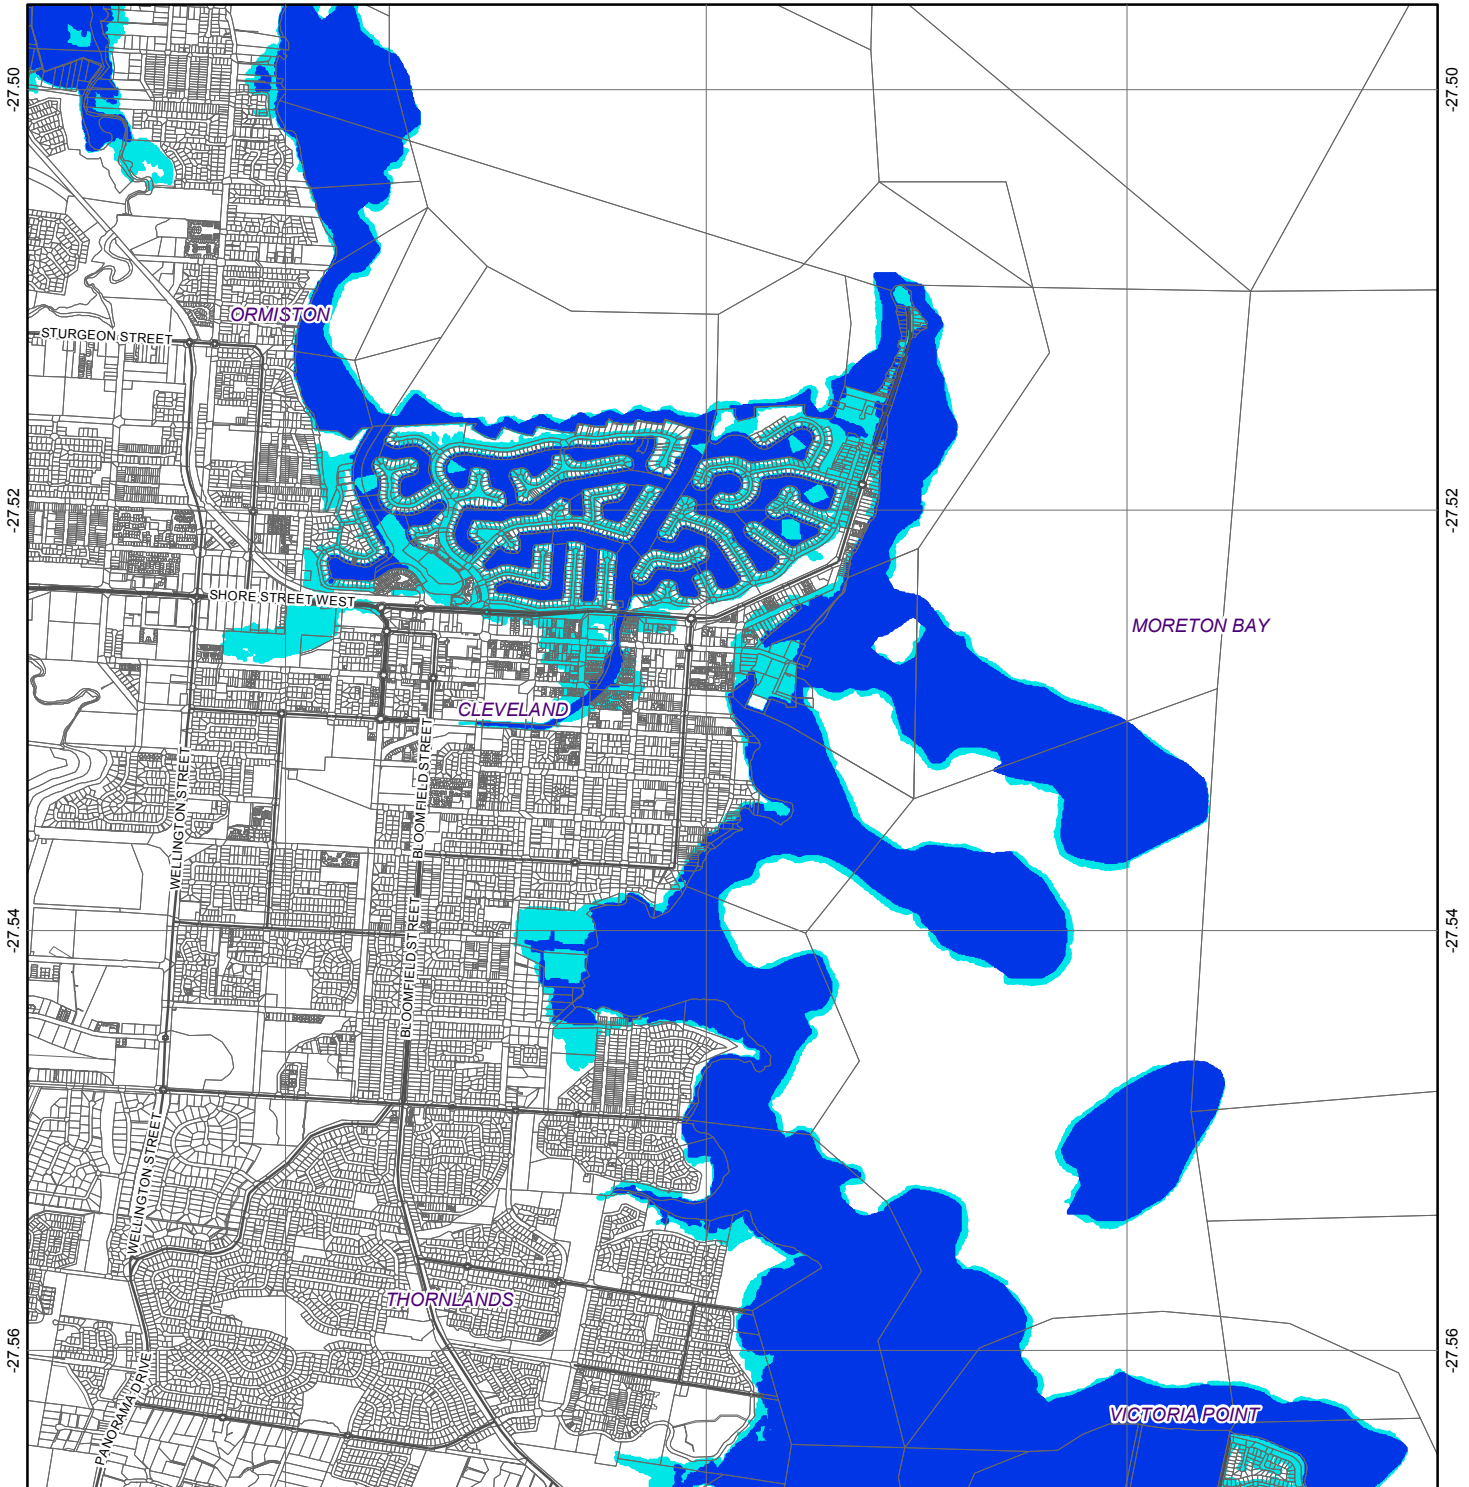 -27.50
-27.50
ORMISTON
STURGEON STREET
-27.52
-27.52
SHORE STREET WEST
MORETON BAY
CLEVELAND
WELLINGTON STREET
BLOOMFIELD STREET
-27.54
-27.54
BLOOMFIELD STREET
WELLINGTON STREET
THORNLANDS
-27.56
-27.56
PANORAMA DRIVE
VICTORIA POINT